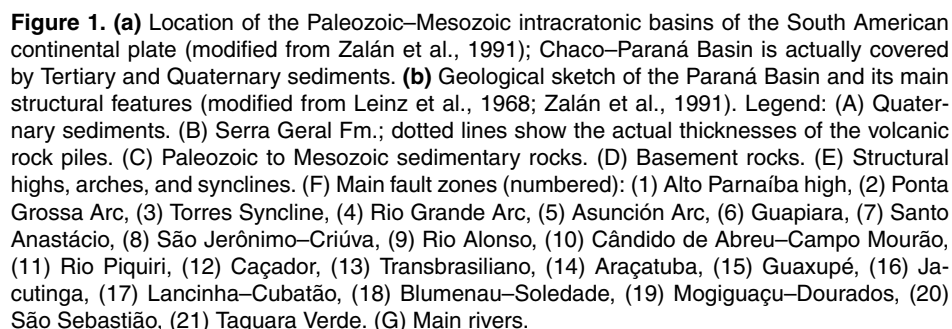 Figure 1. (a) Location of the Paleozoic–Mesozoic intracratonic basins of the South American
continental plate (modified from Zalán et al., 1991); Chaco–Paraná Basin is actually covered
by Tertiary and Quaternary sediments. (b) Geological sketch of the Paraná Basin and its main
structural features (modified from Leinz et al., 1968; Zalán et al., 1991). Legend: (A) Quater-
nary sediments. (B) Serra Geral Fm.; dotted lines show the actual thicknesses of the volcanic
rock piles. (C) Paleozoic to Mesozoic sedimentary rocks. (D) Basement rocks. (E) Structural
highs, arches, and synclines. (F) Main fault zones (numbered): (1) Alto Parnaíba high, (2) Ponta
Grossa Arc, (3) Torres Syncline, (4) Rio Grande Arc, (5) Asunción Arc, (6) Guapiara, (7) Santo
Anastácio, (8) São Jerônimo–Criúva, (9) Rio Alonso, (10) Cândido de Abreu–Campo Mourão,
(11) Rio Piquiri, (12) Caçador, (13) Transbrasiliano, (14) Araçatuba, (15) Guaxupé, (16) Ja-
cutinga, (17) Lancinha–Cubatão, (18) Blumenau–Soledade, (19) Mogiguaçu–Dourados, (20)
São Sebastião, (21) Taquara Verde. (G) Main rivers.